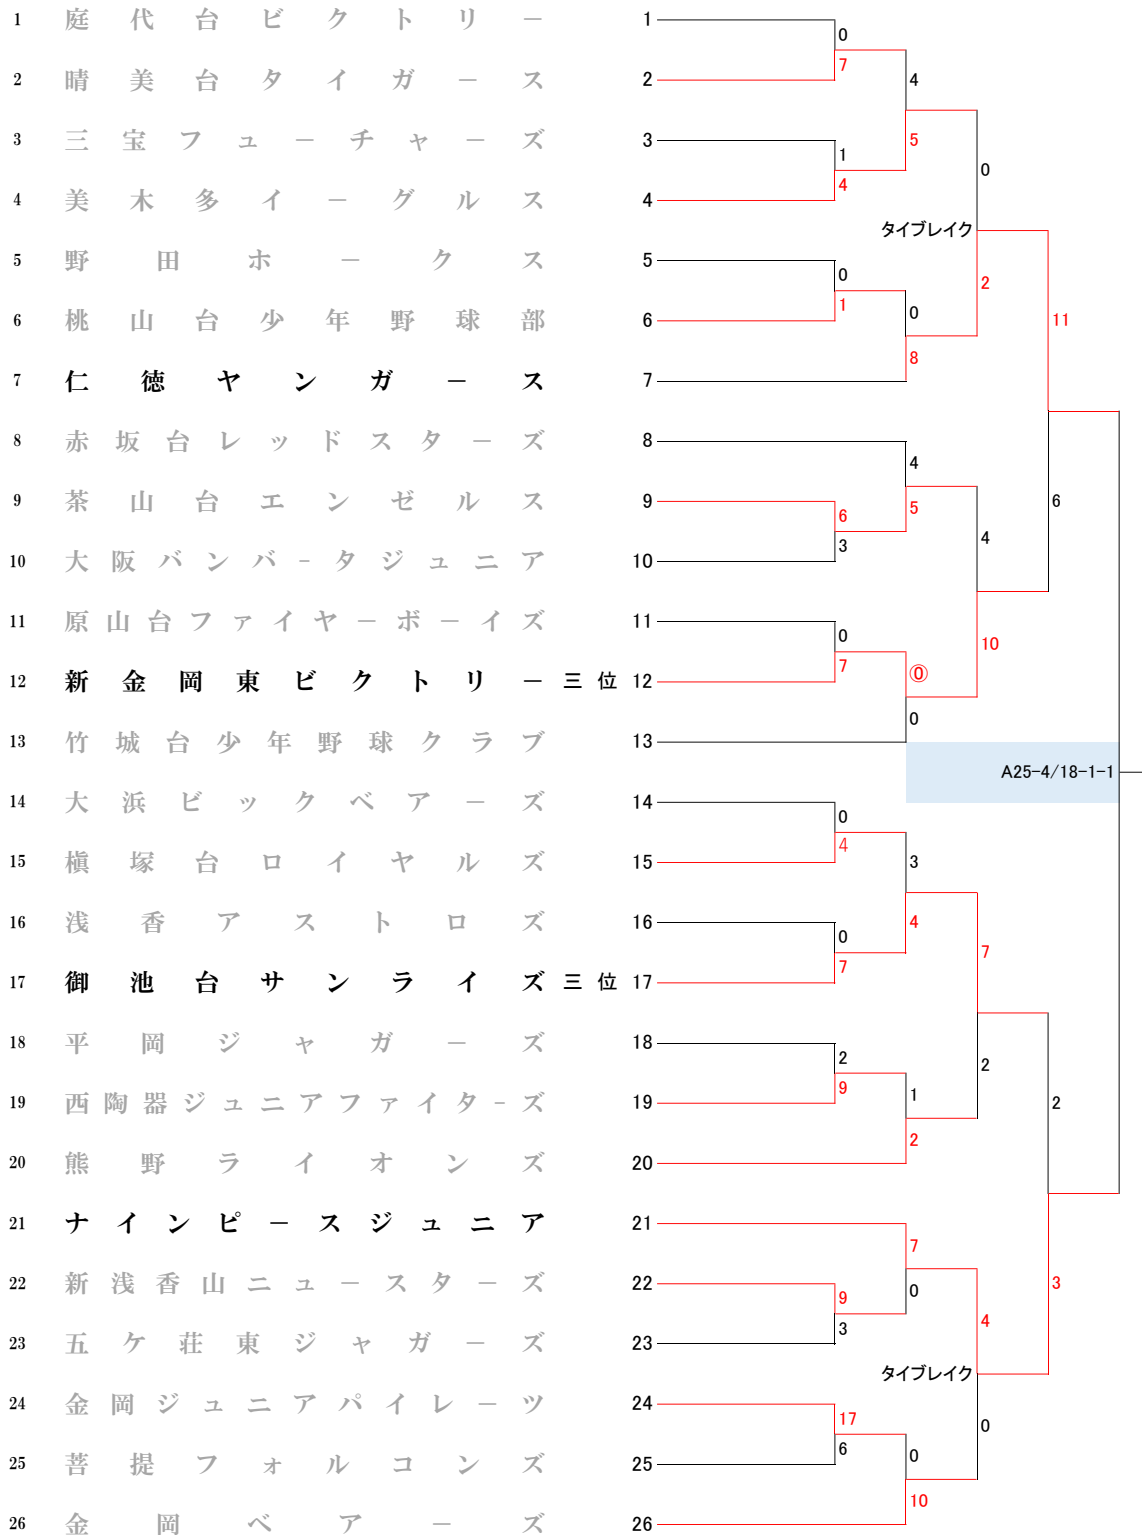 1 庭代台ビクトリー 1
0
7
2 晴美台タイガース 2
4
3 三宝フューチャーズ 3
5
1
0
4
4 美木多イーグルス 4
タイブレイク
5 野田ホークス 5
0
2
1
0
6 桃山台少年野球部 6
11
8
7 仁徳ヤンガース 7
8 赤坂台レッドスターズ 8
4
9 茶山台エンゼルス 9
6
5
6
3
4
10 大阪バンバ-タジュニア 10
11 原山台ファイヤーボーイズ 11
0
10
7
⓪
12 新金岡東ビクトリー 三位 12
0
13 竹城台少年野球クラブ 13
A25-4/18-1-1
14 大浜ビックベアーズ 14
0
4
15 槇塚台ロイヤルズ 15
3
16 浅香アストロズ 16
4
0
7
7
17 御池台サンライズ 三位 17
18 平岡ジャガーズ 18
2
2
9
1
19 西陶器ジュニアファイタ-ズ 19
2
2
20 熊野ライオンズ 20
21 ナインピースジュニア 21
7
22 新浅香山ニュースターズ 22
9
0
3
3
4
23 五ケ荘東ジャガーズ 23
タイブレイク
24 金岡ジュニアパイレーツ 24
17
0
6
0
25 菩提フォルコンズ 25
10
26 金岡ベアーズ 26